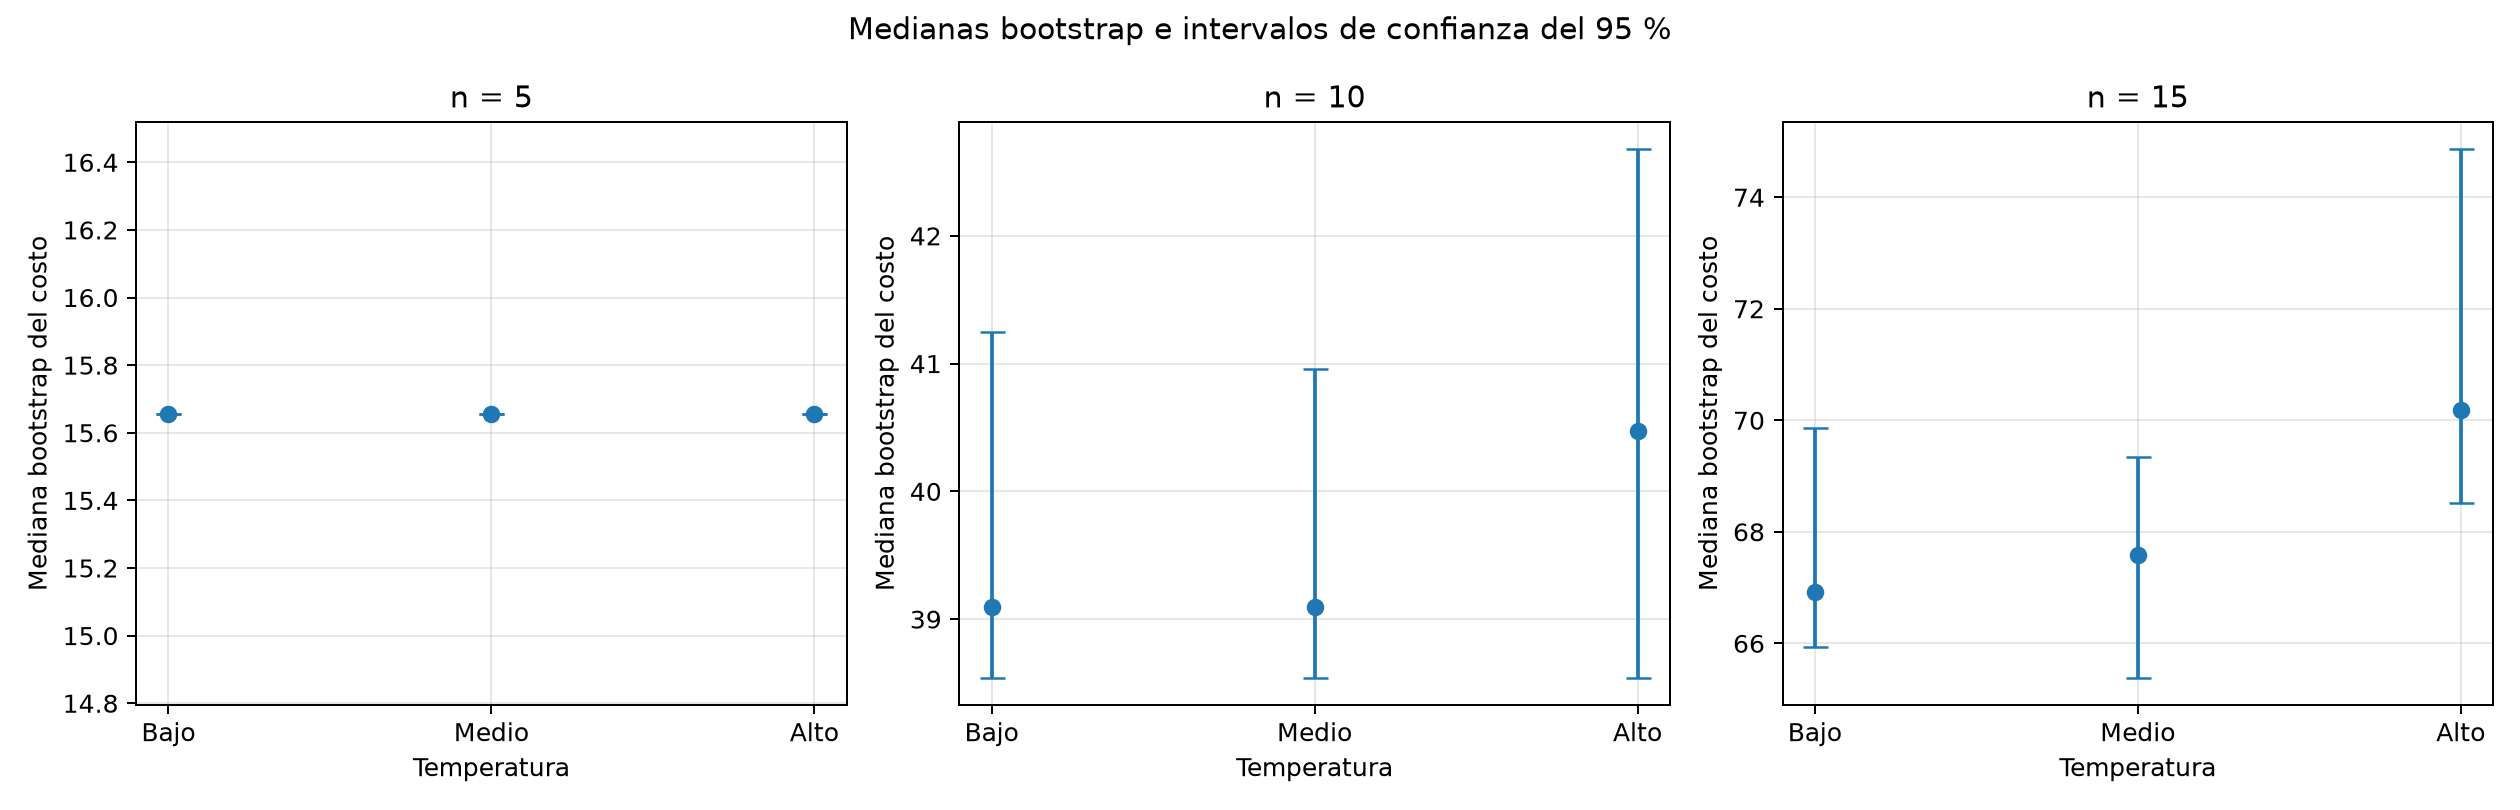 Medianas bootstrap e intervalos de confianza del 95 %
n = 5
Mediana bootstrap del costo
16.4
16.2
16.0
15.8
15.6
15.4
15.2
15.0
14.8
Bajo
Medio
Alto
Temperatura
n = 10
Mediana bootstrap del costo
42
41
40
39
Bajo
Medio
Alto
Temperatura
n = 15
Mediana bootstrap del costo
74
72
70
68
66
Bajo
Medio
Alto
Temperatura